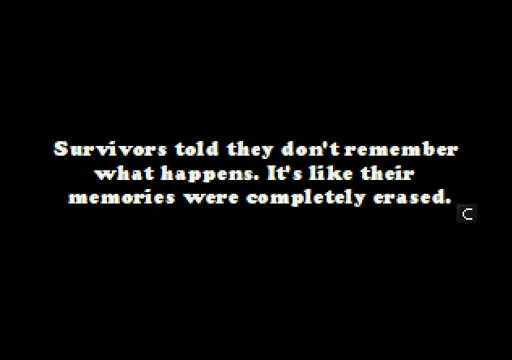 Survivors told they don't remember
what happens. It's like their
memories were completely erased.
C